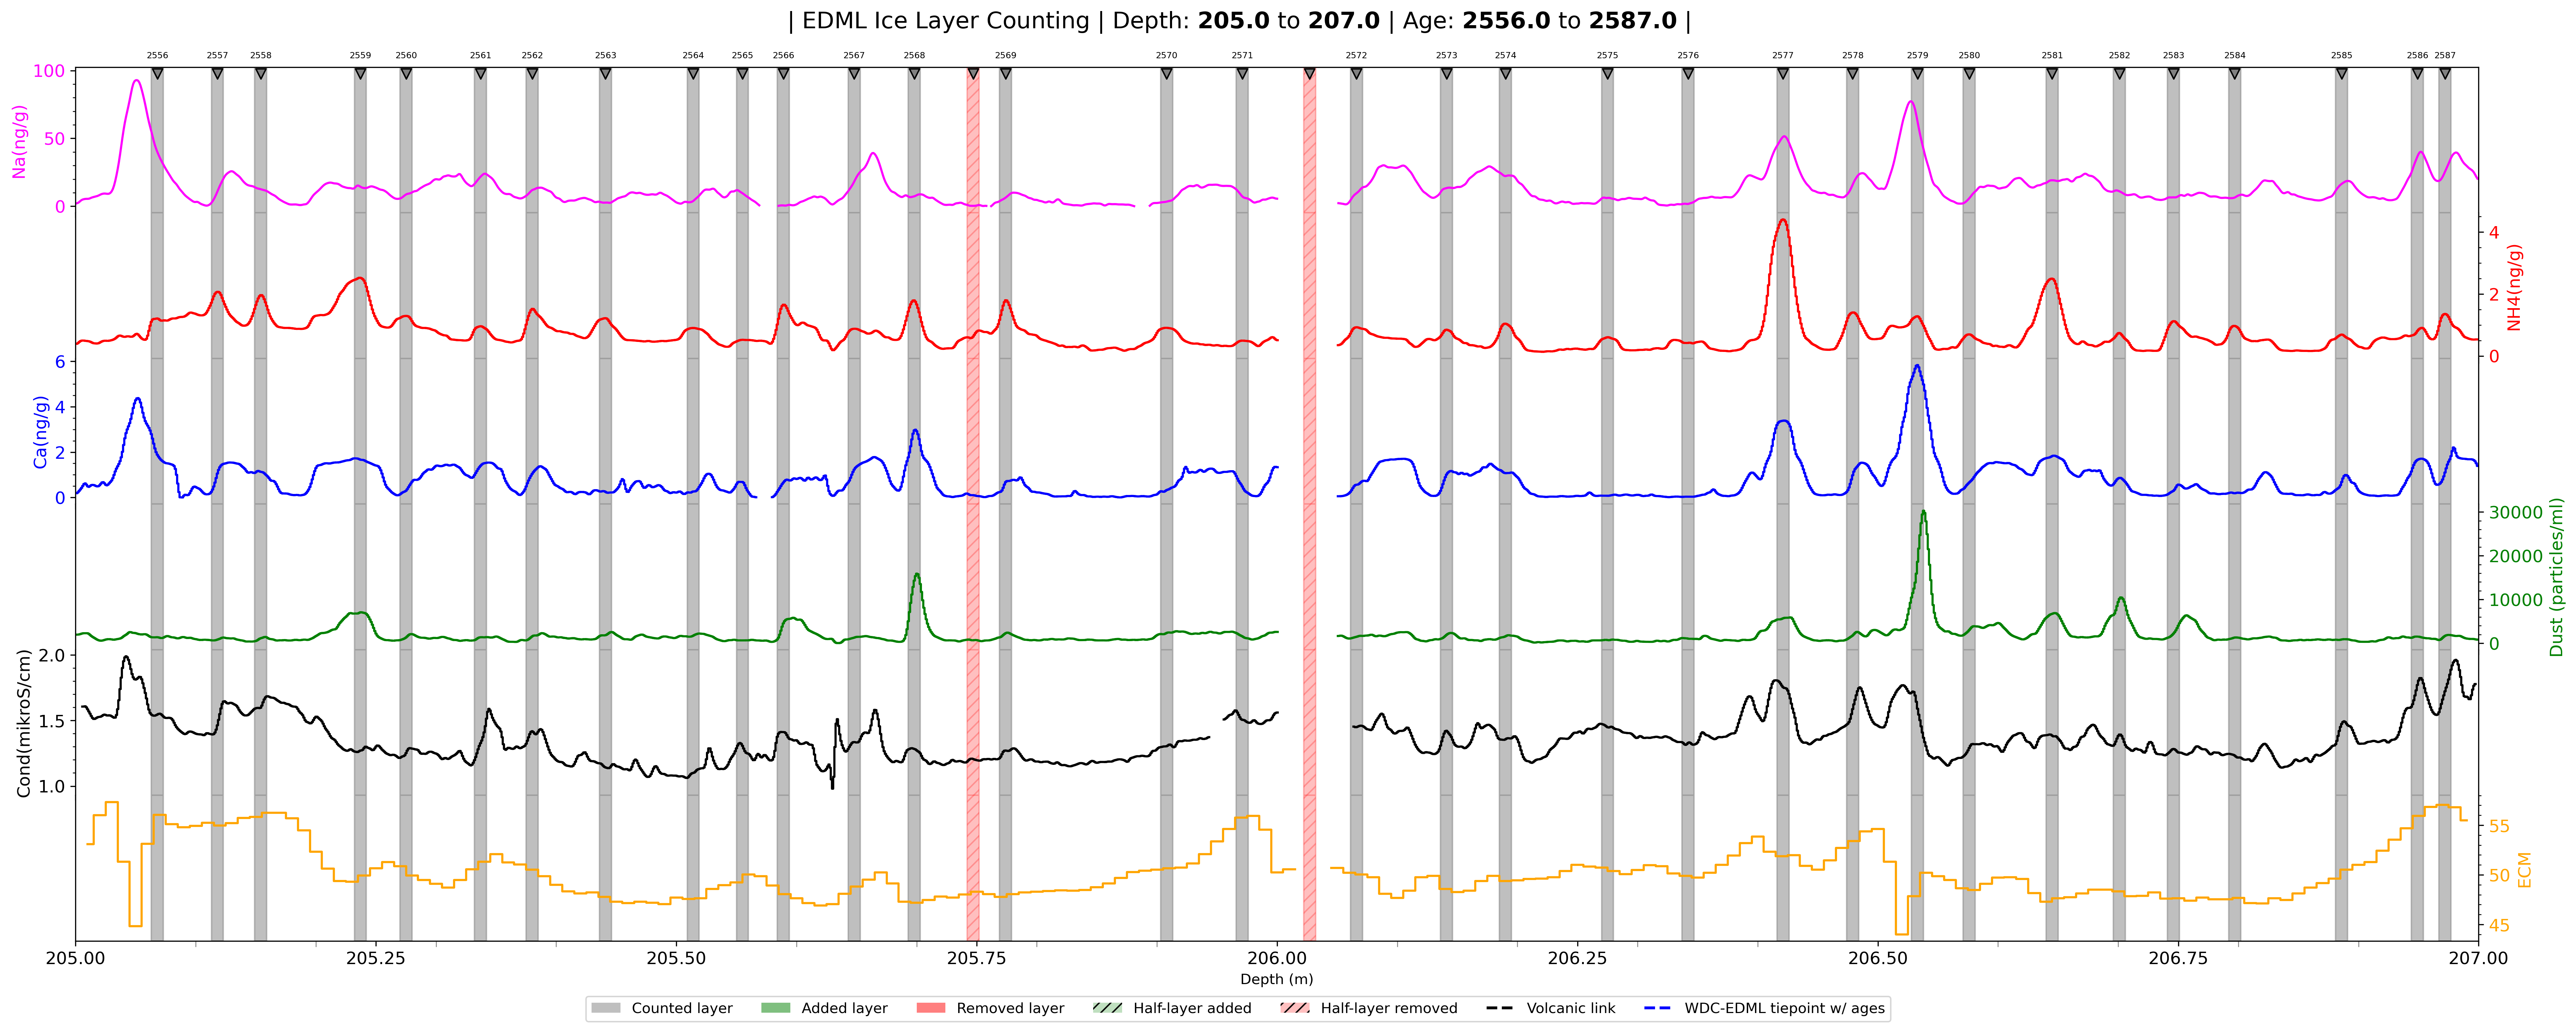 | EDML Ice Layer Counting | Depth: 205.0 to 207.0 | Age: 2556.0 to 2587.0 |
2556 2557 2558 2559 2560 2561 2562 2563 2564 2565 2566 2567 2568 2569 2570 2571 2572 2573 2574 2575 2576 2577 2578 2579 2580 2581 2582 2583 2584 2585 2586 2587
100
50
0
Na(ng/g)
4
2
0
NH4(ng/g)
6
4
2
0
Ca(ng/g)
30000
20000
10000
0
Dust (particles/ml)
2.0
1.5
1.0
Cond(mikroS/cm)
55
50
45
ECM
205.00 205.25 205.50 205.75 206.00 206.25 206.50 206.75 207.00
Depth (m)
Counted layer Added layer Removed layer Half-layer added Half-layer removed Volcanic link WDC-EDML tiepoint w/ ages